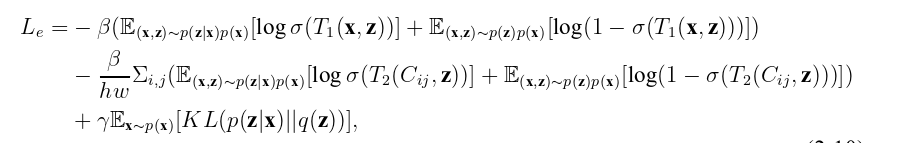 L_e = − β(𝔼_{(x,z)∼p(z|x)p(x)}[log σ(T_1(x, z))] + 𝔼_{(x,z)∼p(z)p(x)}[log(1 − σ(T_1(x, z)))])
− \frac{β}{hw} Σ_{i,j}(𝔼_{(x,z)∼p(z|x)p(x)}[log σ(T_2(C_{ij}, z))] + 𝔼_{(x,z)∼p(z)p(x)}[log(1 − σ(T_2(C_{ij}, z)))])
+ γ𝔼_{x∼p(x)}[KL(p(z|x)||q(z))],